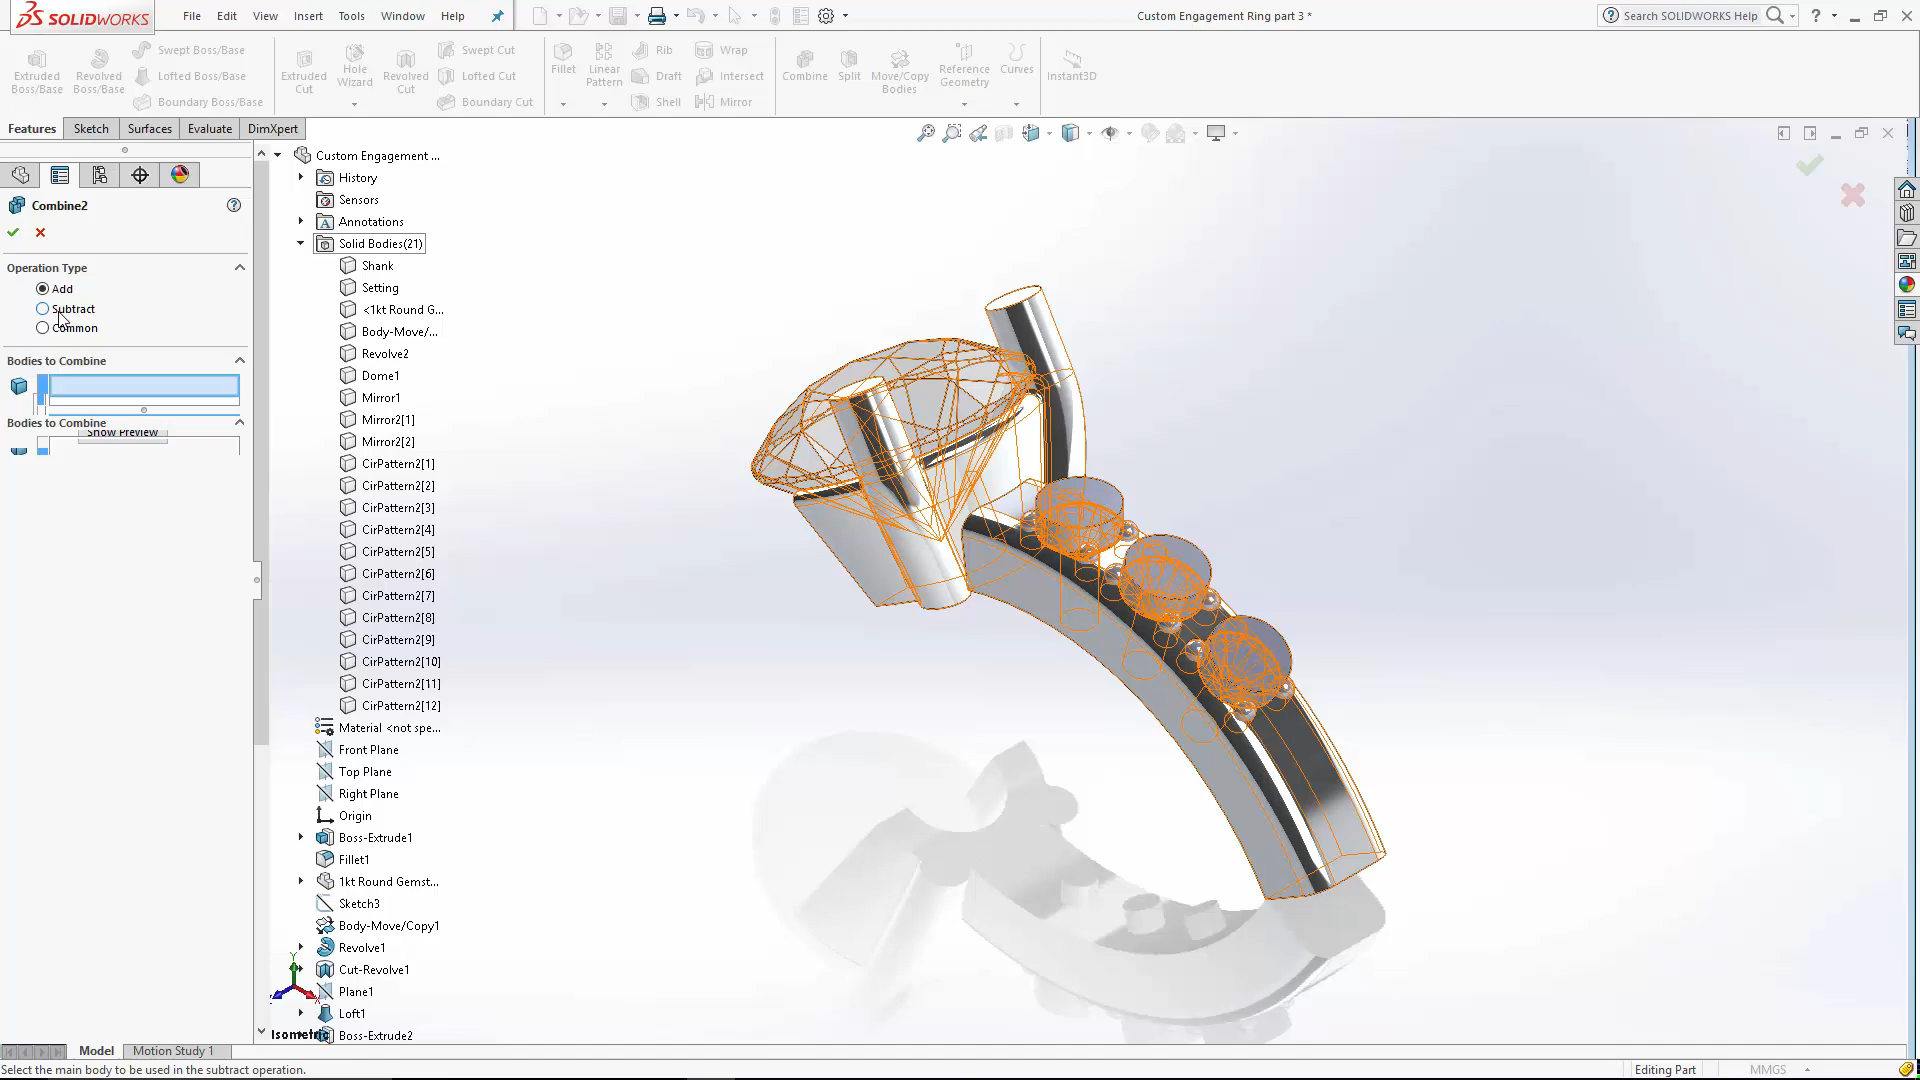 SOLIDWORKS
File Edit View Insert Tools Window Help
Custom Engagement Ring part 3 *
Search SOLIDWORKS Help
Extruded Boss/Base
Revolved Boss/Base
Swept Boss/Base
Lofted Boss/Base
Boundary Boss/Base
Extruded Cut
Hole Wizard
Revolved Cut
Swept Cut
Lofted Cut
Boundary Cut
Fillet
Linear Pattern
Rib
Draft
Shell
Wrap
Intersect
Mirror
Combine
Split
Move/Copy Bodies
Reference Geometry
Curves
Instant3D
Features Sketch Surfaces Evaluate DimXpert
Combine2
Operation Type
Add
Subtract
Common
Bodies to Combine
Bodies to Combine
Show Preview
Custom Engagement ...
History
Sensors
Annotations
Solid Bodies(21)
Shank
Setting
<1kt Round G...
Body-Move/...
Revolve2
Dome1
Mirror1
Mirror2[1]
Mirror2[2]
CirPattern2[1]
CirPattern2[2]
CirPattern2[3]
CirPattern2[4]
CirPattern2[5]
CirPattern2[6]
CirPattern2[7]
CirPattern2[8]
CirPattern2[9]
CirPattern2[10]
CirPattern2[11]
CirPattern2[12]
Material <not spe...
Front Plane
Top Plane
Right Plane
Origin
Boss-Extrude1
Fillet1
1kt Round Gemst...
Sketch3
Body-Move/Copy1
Revolve1
Cut-Revolve1
Plane1
Loft1
Boss-Extrude2
Y
*Isometric
Model Motion Study 1
Select the main body to be used in the subtract operation.
Editing Part
MMGS